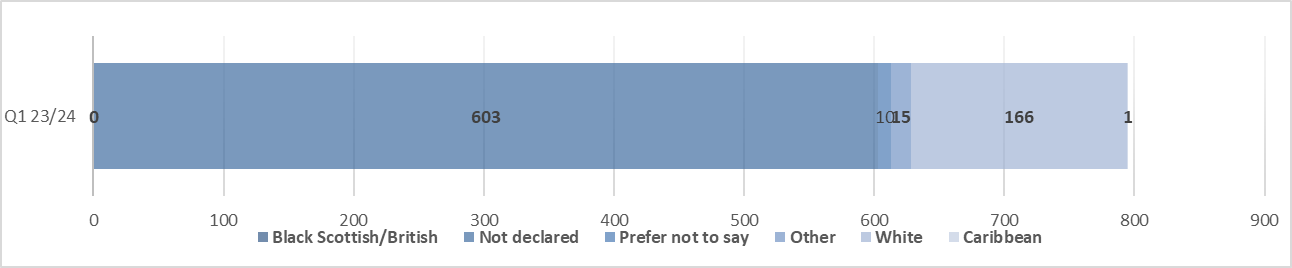 Q1 23/24
0 603 10 15 166 1
0 100 200 300 400 500 600 700 800 900
Black Scottish/British Not declared Prefer not to say Other White Caribbean